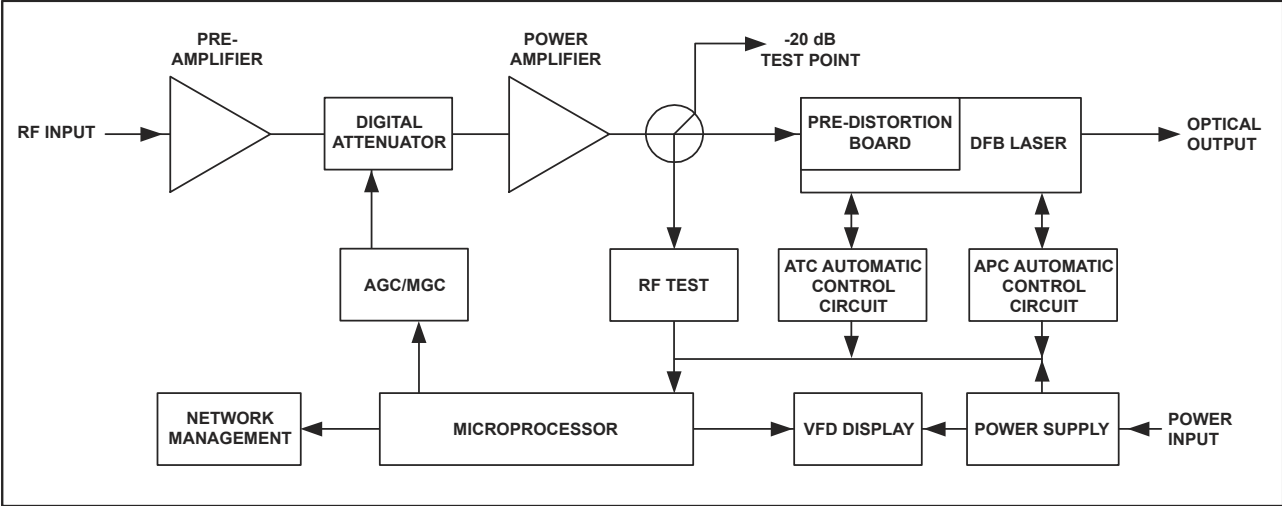 PRE-
AMPLIFIER
POWER
AMPLIFIER
-20 dB
TEST POINT
RF INPUT
DIGITAL
ATTENUATOR
PRE-DISTORTION
BOARD
DFB LASER
OPTICAL
OUTPUT
AGC/MGC
RF TEST
ATC AUTOMATIC
CONTROL
CIRCUIT
APC AUTOMATIC
CONTROL
CIRCUIT
NETWORK
MANAGEMENT
MICROPROCESSOR
VFD DISPLAY
POWER SUPPLY
POWER
INPUT